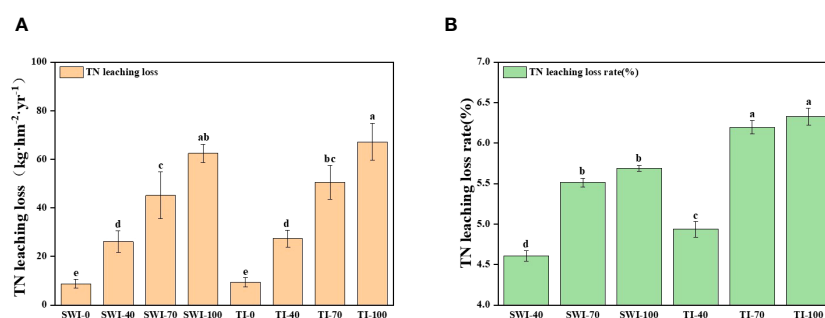 A
TN leaching loss（kg·hm⁻²·yr⁻¹）
100
80
60
40
20
0
TN leaching loss
e
d
c
ab
e
d
bc
a
SWI-0 SWI-40 SWI-70 SWI-100 TI-0 TI-40 TI-70 TI-100
B
TN leaching loss rate(%)
7.0
6.5
6.0
5.5
5.0
4.5
4.0
TN leaching loss rate(%)
d
b
b
c
a
a
SWI-40 SWI-70 SWI-100 TI-40 TI-70 TI-100